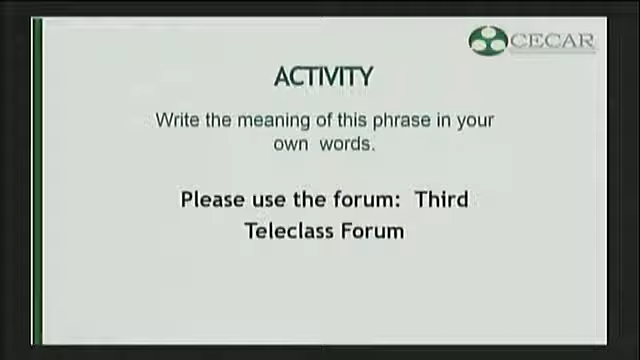 CECAR
ACTIVITY
Write the meaning of this phrase in your
own words.
Please use the forum: Third
Teleclass Forum